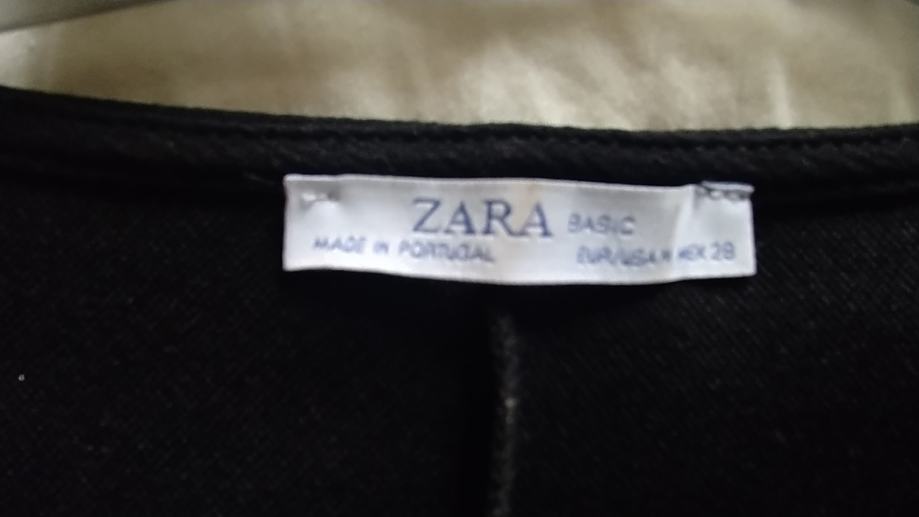 ZARA BASIC
MADE IN PORTUGAL
EUR/USA M MEX 28